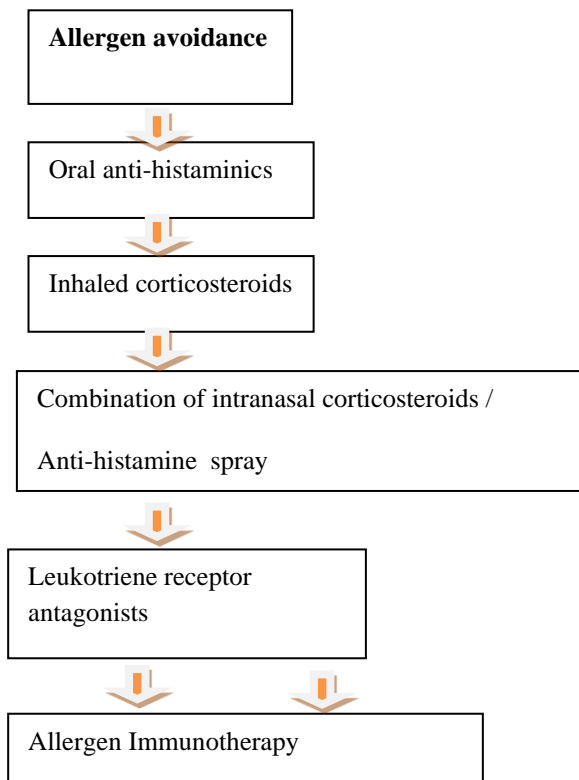 Allergen avoidance
Oral anti-histaminics
Inhaled corticosteroids
Combination of intranasal corticosteroids /
Anti-histamine spray
Leukotriene receptor
antagonists
Allergen Immunotherapy